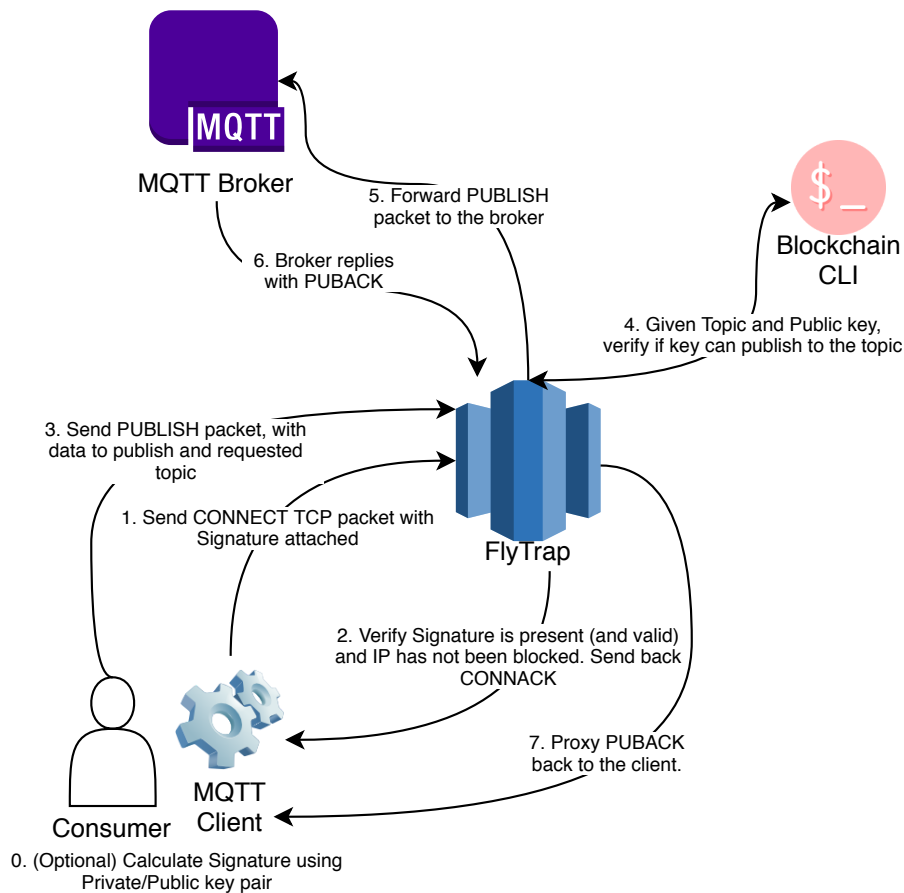 MQTT
MQTT Broker
5. Forward PUBLISH
packet to the broker
$_
Blockchain
CLI
6. Broker replies
with PUBACK
4. Given Topic and Public key,
verify if key can publish to the topic
3. Send PUBLISH packet, with
data to publish and requested
topic
1. Send CONNECT TCP packet with
Signature attached
FlyTrap
2. Verify Signature is present (and valid)
and IP has not been blocked. Send back
CONNACK
7. Proxy PUBACK
back to the client.
MQTT
Client
Consumer
0. (Optional) Calculate Signature using
Private/Public key pair